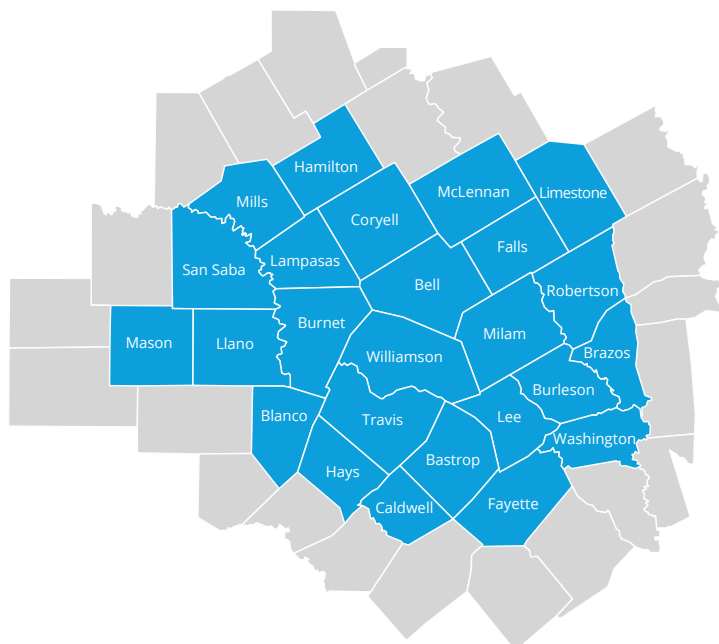 Hamilton
McLennan
Limestone
Mills
Coryell
Falls
San Saba
Lampasas
Bell
Robertson
Mason
Llano
Burnet
Williamson
Milam
Brazos
Burleson
Blanco
Travis
Lee
Washington
Hays
Bastrop
Caldwell
Fayette